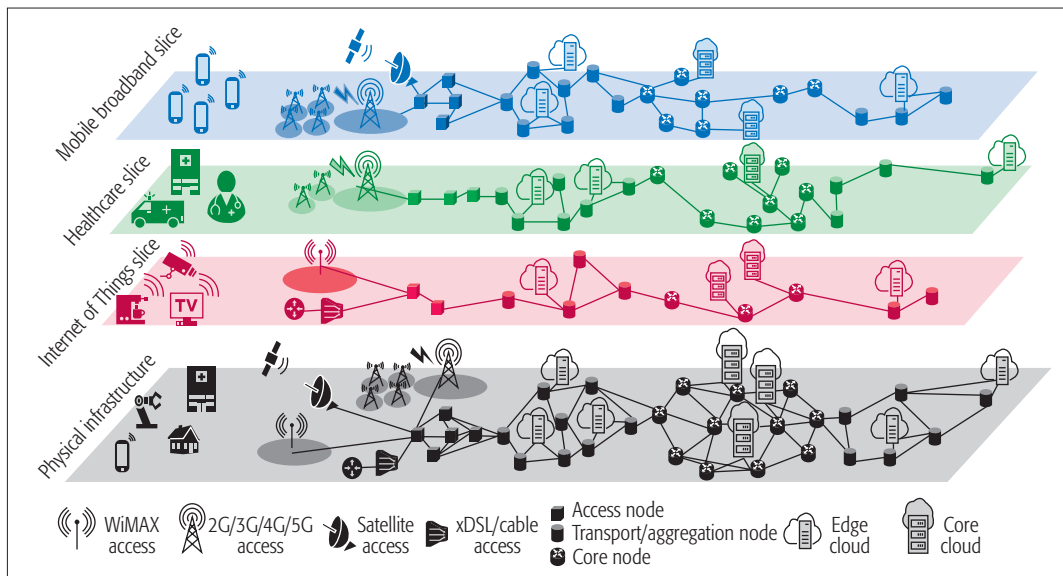 Mobile broadband slice
Healthcare slice
Internet of Things slice
TV
Physical infrastructure
WiMAX
access
2G/3G/4G/5G
access
Satellite
access
xDSL/cable
access
Access node
Transport/aggregation node
Core node
Edge
cloud
Core
cloud